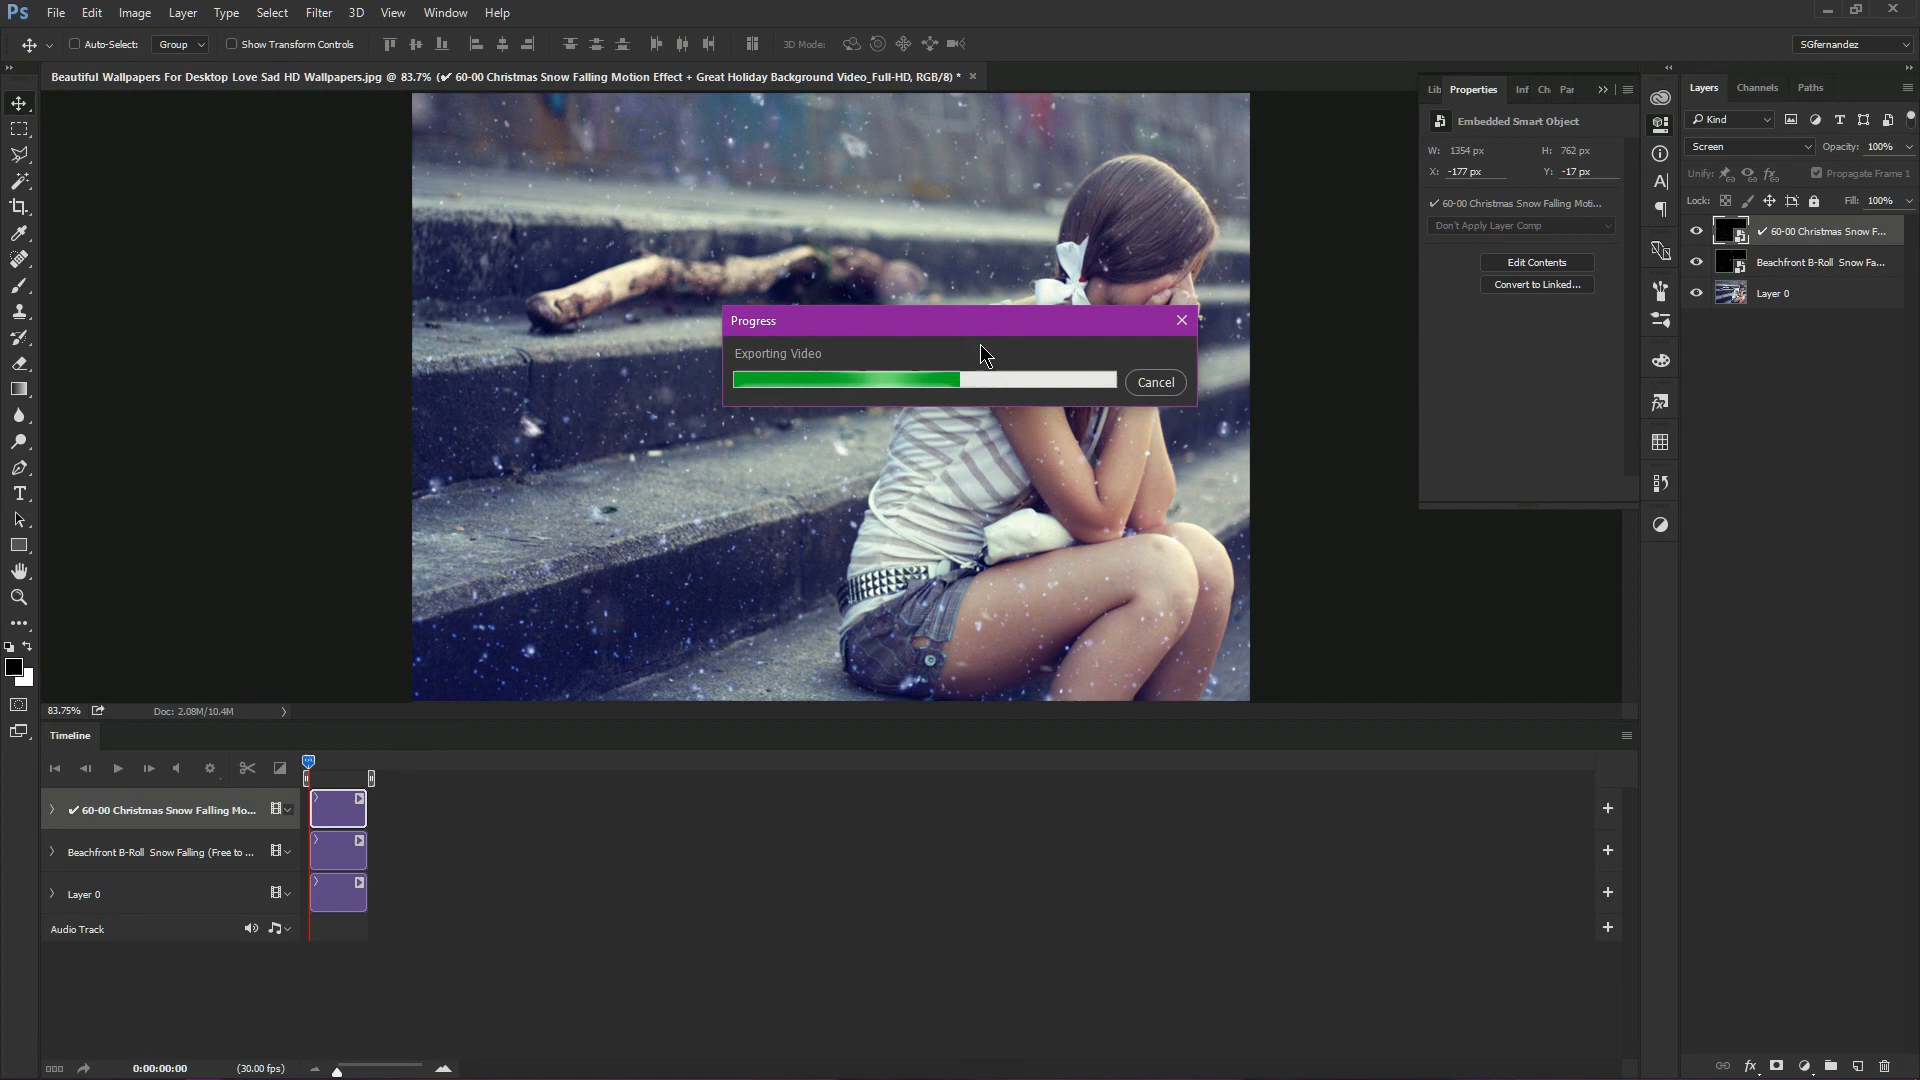 Ps File Edit Image Layer Type Select Filter 3D View Window Help
Auto-Select: Group Show Transform Controls 3D Mode: SGfernandez
Beautiful Wallpapers For Desktop Love Sad HD Wallpapers.jpg @ 83.7% (✔ 60-00 Christmas Snow Falling Motion Effect + Great Holiday Background Video_Full-HD, RGB/8) *
Lib Properties Inf Ch Par
Embedded Smart Object
W: 1354 px H: 762 px
X: -177 px Y: -17 px
✔ 60-00 Christmas Snow Falling Moti...
Don't Apply Layer Comp
Edit Contents
Convert to Linked...
Layers Channels Paths
Kind
Screen Opacity: 100%
Unify: Propagate Frame 1
Lock: Fill: 100%
✔ 60-00 Christmas Snow F...
Beachfront B-Roll Snow Fa...
Layer 0
Progress
Exporting Video
Cancel
83.75% Doc: 2.08M/10.4M
Timeline
✔ 60-00 Christmas Snow Falling Mo...
Beachfront B-Roll Snow Falling (Free to ...
Layer 0
Audio Track
0:00:00:00 (30.00 fps)